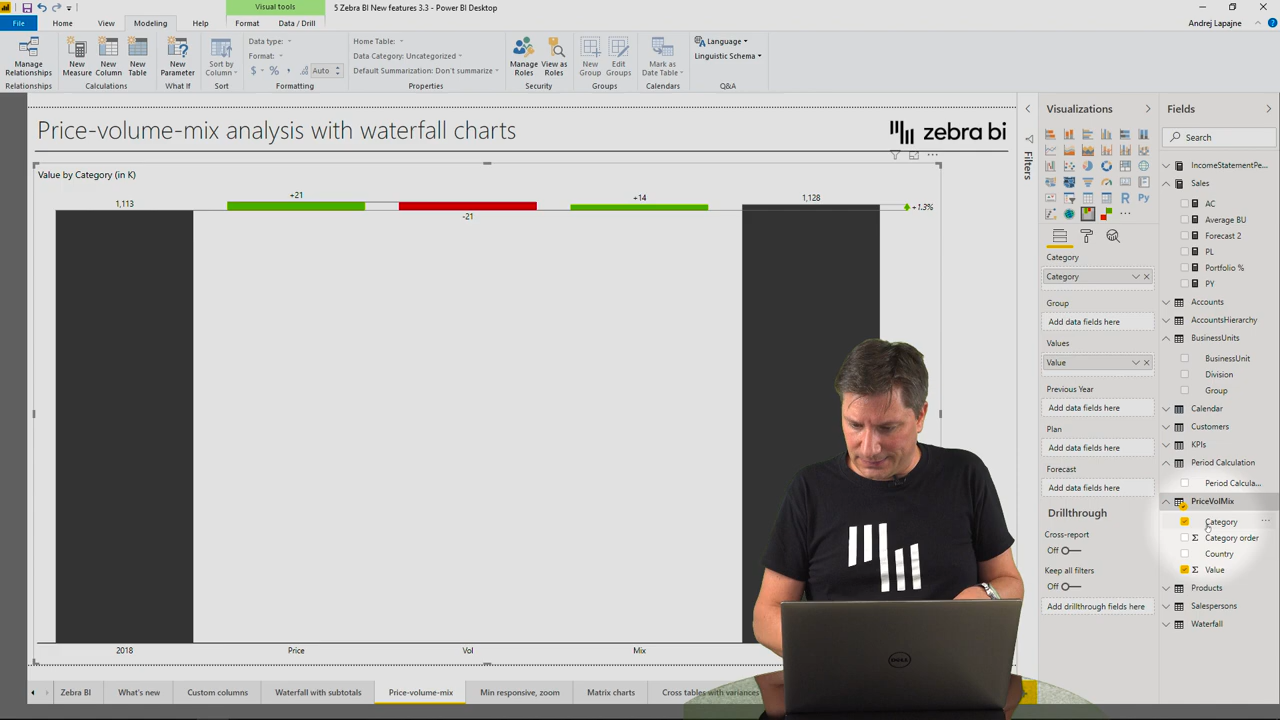 Visual tools
5 Zebra BI New features 3.3 - Power BI Desktop
Andrej Lapajne
File
Home
View
Modeling
Help
Format
Data / Drill
Manage Relationships
Relationships
New Measure
New Column
New Table
Calculations
New Parameter
What if
Sort by Column
Sort
Data type:
Format:
$ % , Auto
Formatting
Home Table:
Data Category: Uncategorized
Default Summarization: Don't summarize
Properties
Manage Roles
View as Roles
Security
New Group
Edit Groups
Groups
Mark as Date Table
Calendars
Language
Linguistic Schema
Q&A
Price-volume-mix analysis with waterfall charts
zebra bi
Value by Category (in K)
1,113
+21
-21
+14
1,128
+1.3%
2018
Price
Vol
Mix
Filters
Visualizations
R
Py
Category
Category
Group
Add data fields here
Values
Value
Previous Year
Add data fields here
Plan
Add data fields here
Forecast
Add data fields here
Drillthrough
Cross-report
Off
Keep all filters
Off
Add drillthrough fields here
Fields
Search
IncomeStatementPe...
Sales
AC
Average BU
Forecast 2
PL
Portfolio %
PY
Accounts
AccountsHierarchy
BusinessUnits
BusinessUnit
Division
Group
Calendar
Customers
KPIs
Period Calculation
Period Calcula...
PriceVolMix
Category
Category order
Country
Value
Products
Salespersons
Waterfall
DELL
Zebra BI
What's new
Custom columns
Waterfall with subtotals
Price-volume-mix
Min responsive, zoom
Matrix charts
Cross tables with variances